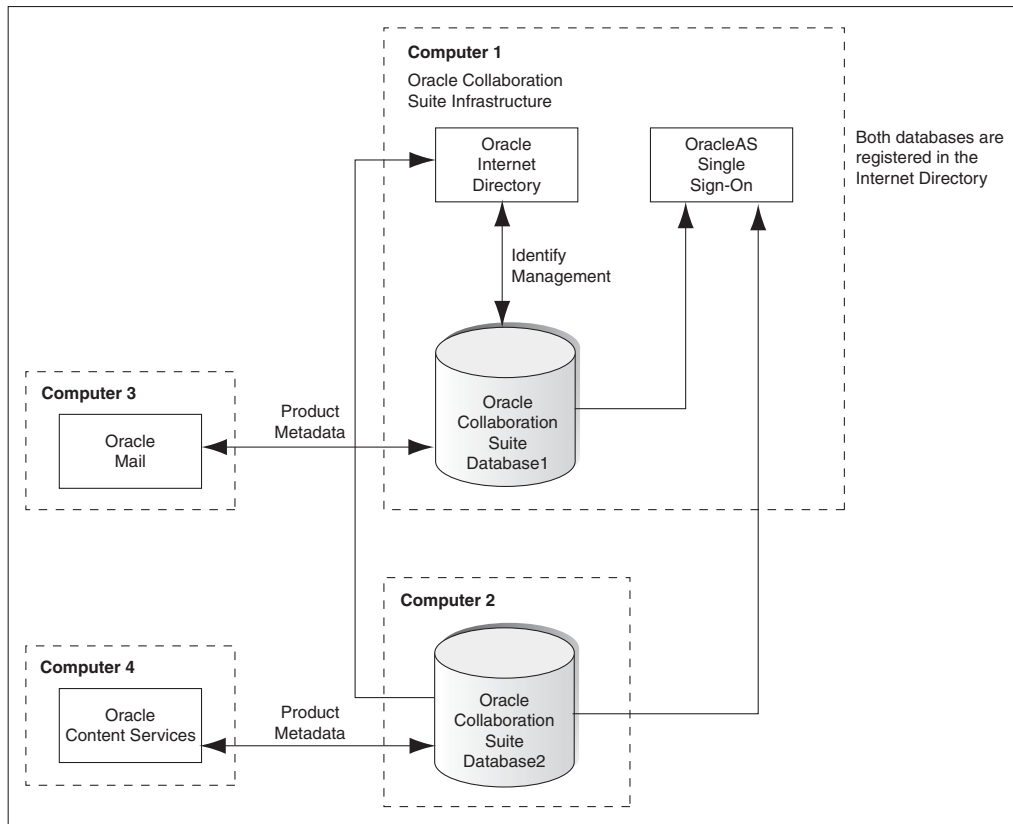 Computer 1
Oracle Collaboration
Suite Infrastructure
Oracle
Internet
Directory
OracleAS
Single
Sign-On
Both databases are
registered in the
Internet Directory
Identify
Management
Oracle
Collaboration
Suite
Database1
Computer 3
Oracle
Mail
Product
Metadata
Computer 2
Oracle
Collaboration
Suite
Database2
Computer 4
Oracle
Content Services
Product
Metadata